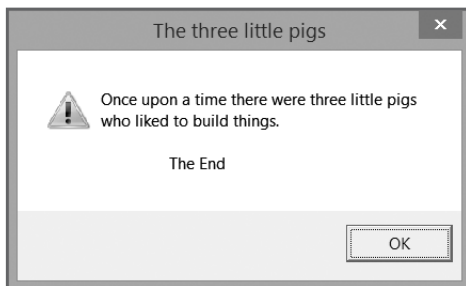 The three little pigs
Once upon a time there were three little pigs
who liked to build things.
The End
OK